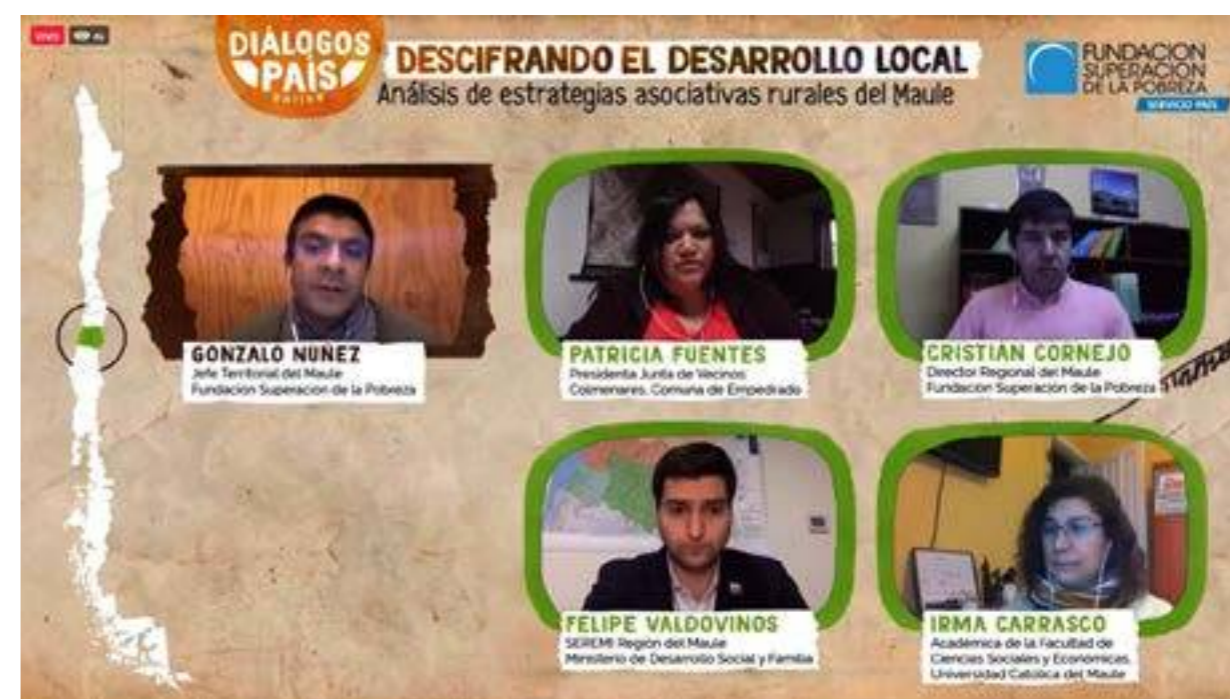 VIVO
DIÁLOGOS
PAÍS
MAULE
DESCIFRANDO EL DESARROLLO LOCAL
Análisis de estrategias asociativas rurales del Maule
FUNDACION
SUPERACION
DE LA POBREZA
SERVICIO PAÍS
GONZALO NUÑEZ
Jefe Territorial del Maule
Fundación Superación de la Pobreza
PATRICIA FUENTES
Presidenta Junta de Vecinos
Colmenares, Comuna de Empedrado
CRISTIAN CORNEJO
Director Regional del Maule
Fundación Superación de la Pobreza
FELIPE VALDOVINOS
SEREMI Región del Maule
Ministerio de Desarrollo Social y Familia
IRMA CARRASCO
Académica de la Facultad de
Ciencias Sociales y Económicas,
Universidad Católica del Maule